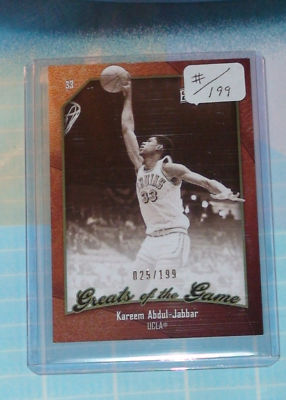 33
#/199
BRUINS
33
025/199
Greats of the Game
Kareem Abdul-Jabbar
UCLA®